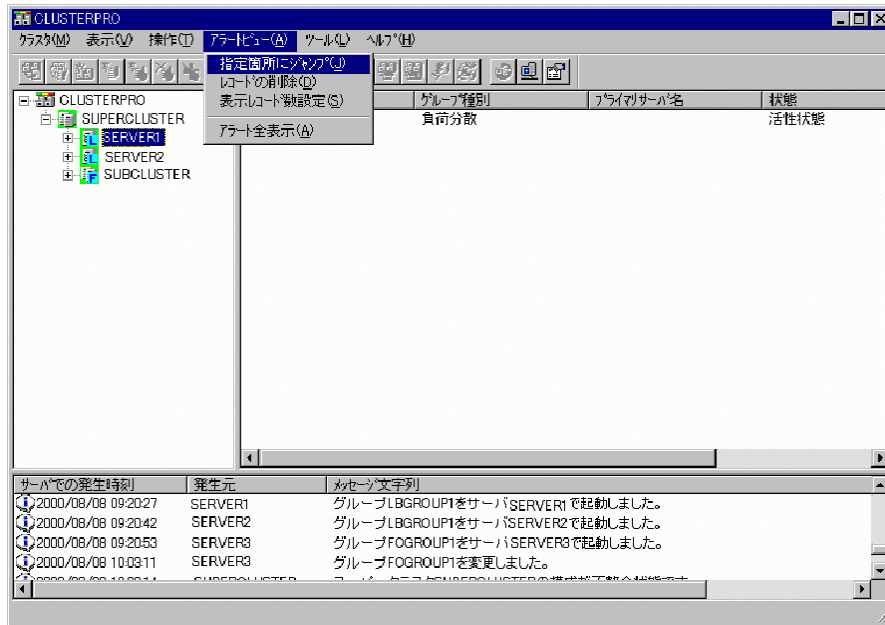 CLUSTERPRO
クラスタ(M) 表示(V) 操作(T) アラートビュー(A) ツール(L) ヘルプ(H)
指定箇所にジャンプ(J)
レコードの削除(D)
表示レコード数設定(S)
アラート全表示(A)
CLUSTERPRO
SUPERCLUSTER
SERVER1
SERVER2
SUBCLUSTER
グループ種別 プライマリサーバ名 状態
負荷分散 活性状態
サーバでの発生時刻 発生元 メッセージ文字列
2000/08/08 09:20:27 SERVER1 グループLBGROUP1をサーバSERVER1で起動しました。
2000/08/08 09:20:42 SERVER2 グループLBGROUP1をサーバSERVER2で起動しました。
2000/08/08 09:20:53 SERVER3 グループFOGROUP1をサーバSERVER3で起動しました。
2000/08/08 10:03:11 SERVER3 グループFOGROUP1を変更しました。
SUPERCLUSTER